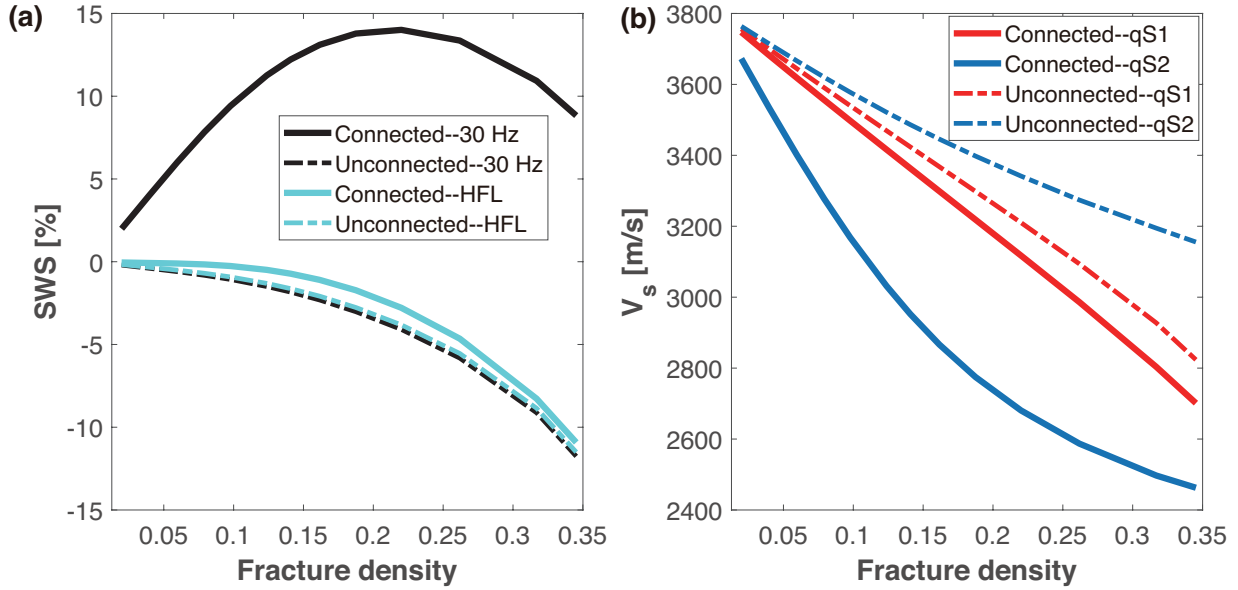 (a)
15
10
5
0
-5
-10
-15
SWS [%]
Connected--30 Hz
Unconnected--30 Hz
Connected--HFL
Unconnected--HFL
0.05
0.1
0.15
0.2
0.25
0.3
0.35
Fracture density
(b)
3800
3600
3400
3200
3000
2800
2600
2400
V_s [m/s]
Connected--qS1
Connected--qS2
Unconnected--qS1
Unconnected--qS2
0.05
0.1
0.15
0.2
0.25
0.3
0.35
Fracture density